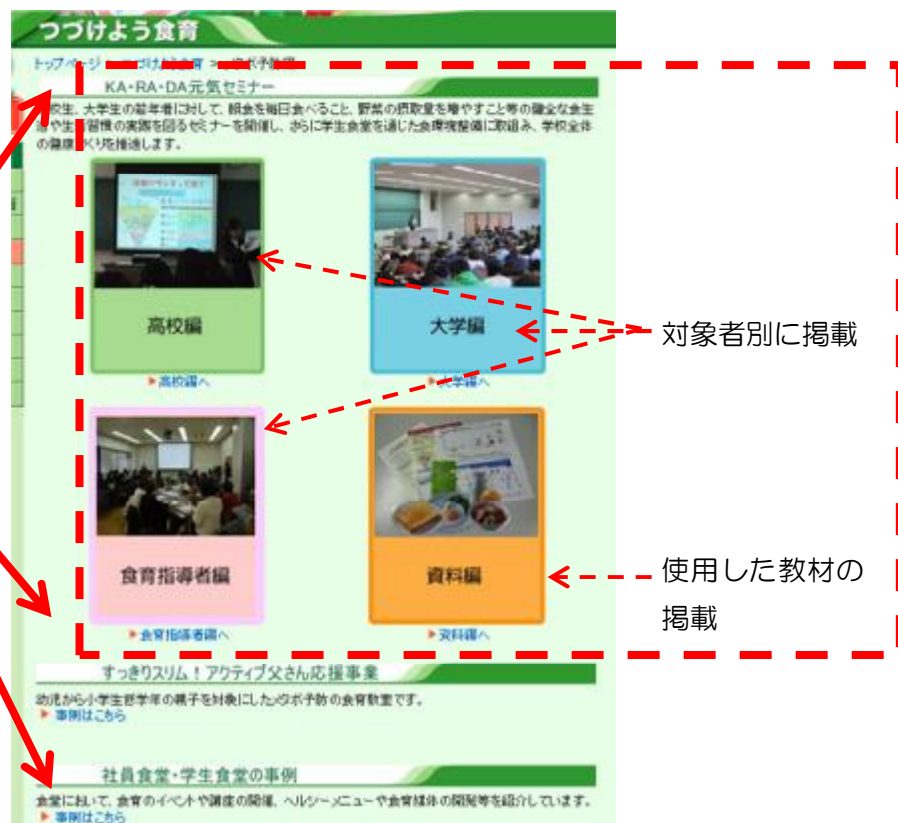 つづけよう食育
トップページ > つづけよう食育 >
KA・RA・DA元気セミナー
校生、大学生の若年者に対して、朝食を毎日食べること、野菜の摂取量を増やすこと等の健全な食生
活や生活習慣の実践を図るセミナーを開催し、さらに学生食堂を通じた食環境整備に取組み、学校全体
の健康づくりを推進します。
高校編
大学編
対象者別に掲載
高校編へ
大学編へ
食育指導者編
資料編
使用した教材の
掲載
食育指導者編へ
資料編へ
すっきりスリム!アクティブ父さん応援事業
幼児から小学生低学年の親子を対象にしたメタボ予防の食育教室です。
事例はこちら
社員食堂・学生食堂の事例
食堂において、食育のイベントや講座の開催、ヘルシーメニューや食育媒体の開発等を紹介しています。
事例はこちら